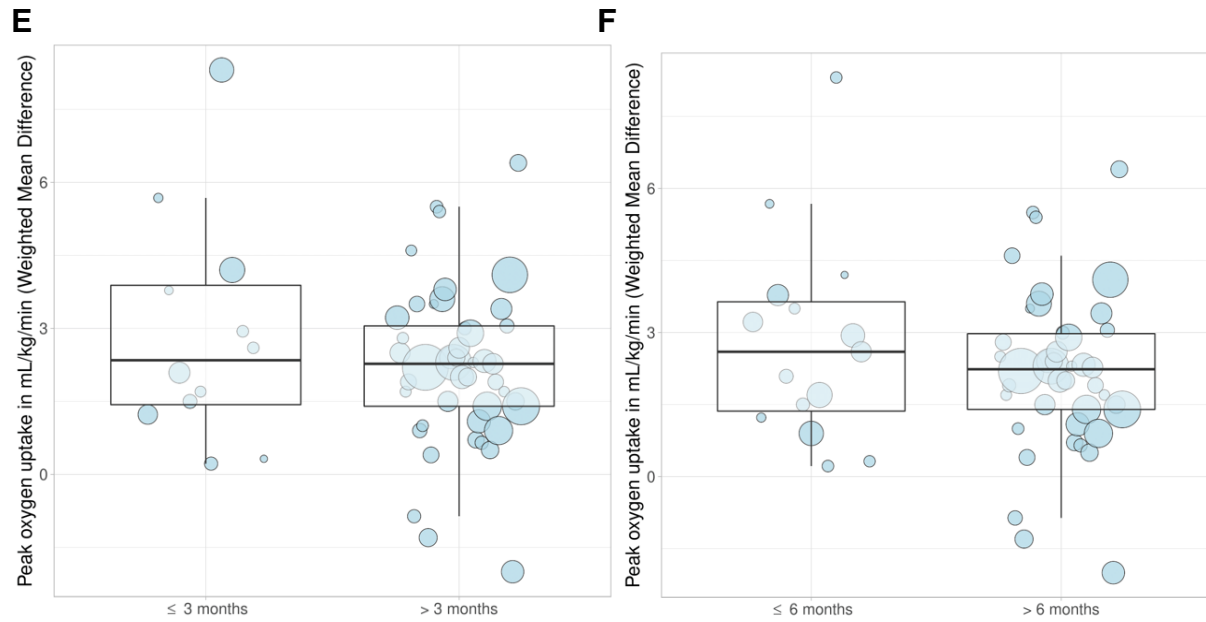 E
Peak oxygen uptake in mL/kg/min (Weighted Mean Difference)
6
3
0
≤ 3 months
> 3 months
F
Peak oxygen uptake in mL/kg/min (Weighted Mean Difference)
6
3
0
≤ 6 months
> 6 months